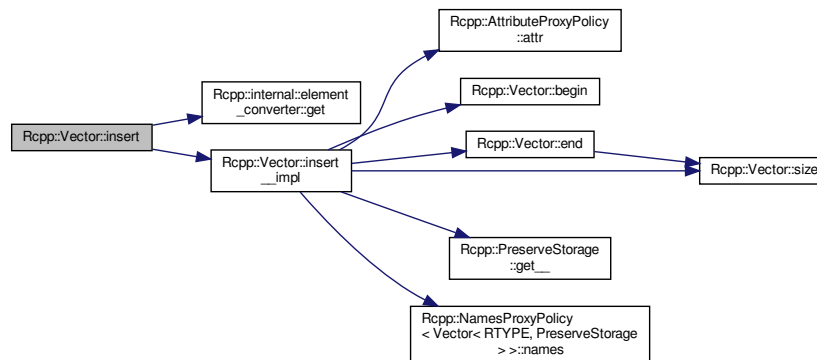 Rcpp::Vector::insert
Rcpp::internal::element
_converter::get
Rcpp::Vector::insert
__impl
Rcpp::AttributeProxyPolicy
::attr
Rcpp::Vector::begin
Rcpp::Vector::end
Rcpp::Vector::size
Rcpp::PreserveStorage
::get__
Rcpp::NamesProxyPolicy
< Vector< RTYPE, PreserveStorage
> >::names